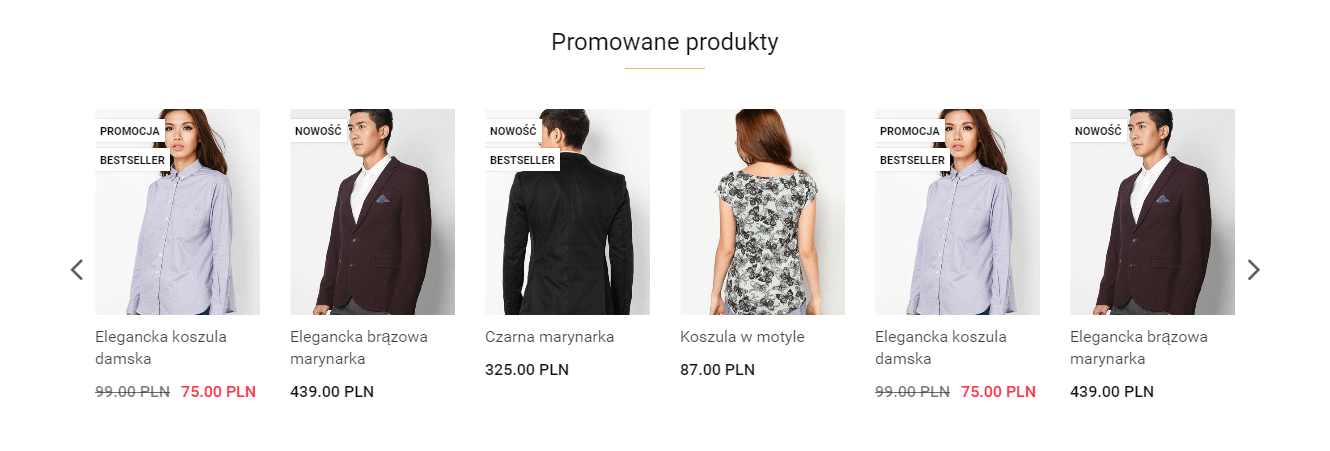 Promowane produkty
PROMOCJA
BESTSELLER
Elegancka koszula
damska
99.00 PLN 75.00 PLN
NOWOŚĆ
Elegancka brązowa
marynarka
439.00 PLN
NOWOŚĆ
BESTSELLER
Czarna marynarka
325.00 PLN
Koszula w motyle
87.00 PLN
PROMOCJA
BESTSELLER
Elegancka koszula
damska
99.00 PLN 75.00 PLN
NOWOŚĆ
Elegancka brązowa
marynarka
439.00 PLN